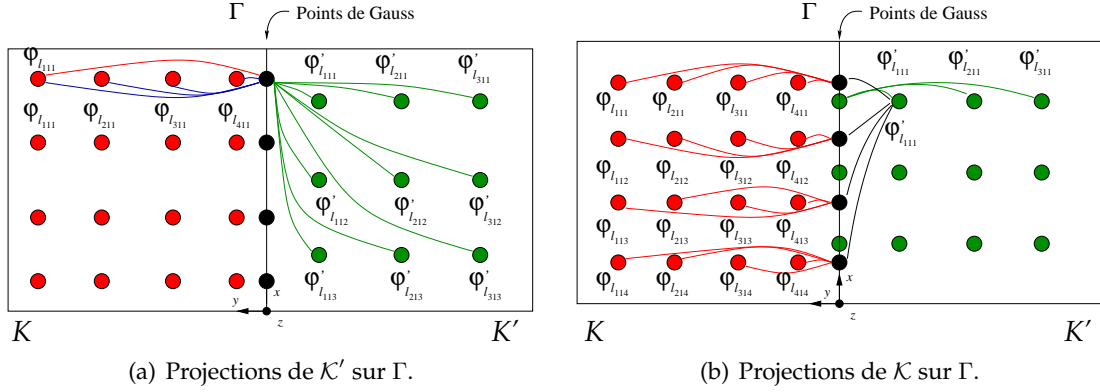 Γ Points de Gauss
φl111 φ'l111 φ'l211 φ'l311
φl111 φl211 φl311 φl411
φ'l112 φ'l212 φ'l312
φ'l113 φ'l213 φ'l313
y x z
K K′
(a) Projections de K′ sur Γ.
Γ Points de Gauss
φ'l111 φ'l211 φ'l311
φl111 φl211 φl311 φl411
φ'l111
φl112 φl212 φl312 φl412
φl113 φl213 φl313 φl413
φl114 φl214 φl314 φl414
y x z
K K′
(b) Projections de K sur Γ.